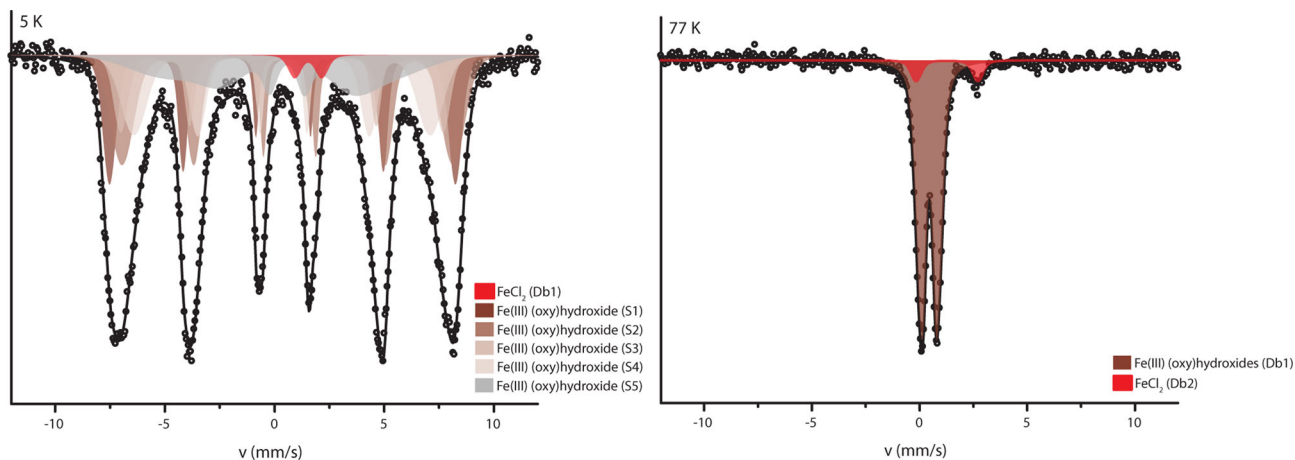 5 K
FeCl2 (Db1)
Fe(III) (oxy)hydroxide (S1)
Fe(III) (oxy)hydroxide (S2)
Fe(III) (oxy)hydroxide (S3)
Fe(III) (oxy)hydroxide (S4)
Fe(III) (oxy)hydroxide (S5)
-10 -5 0 5 10
v (mm/s)
77 K
Fe(III) (oxy)hydroxides (Db1)
FeCl2 (Db2)
-10 -5 0 5 10
v (mm/s)